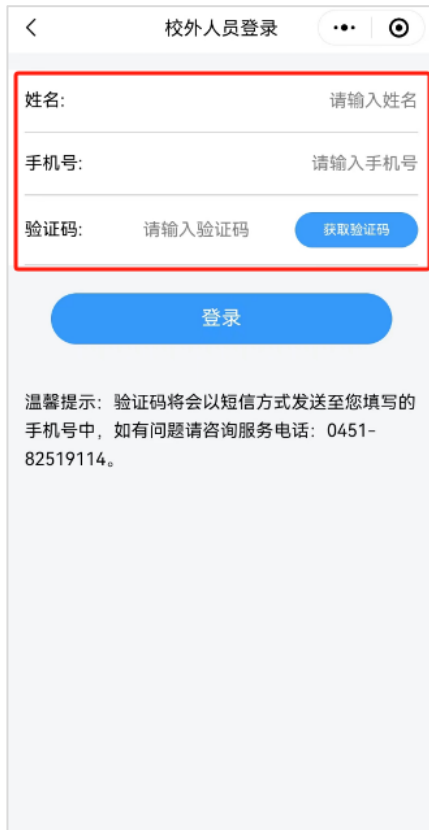 校外人员登录
姓名: 请输入姓名
手机号: 请输入手机号
验证码: 请输入验证码 获取验证码
登录
温馨提示：验证码将会以短信方式发送至您填写的
手机号中，如有问题请咨询服务电话：0451-
82519114。